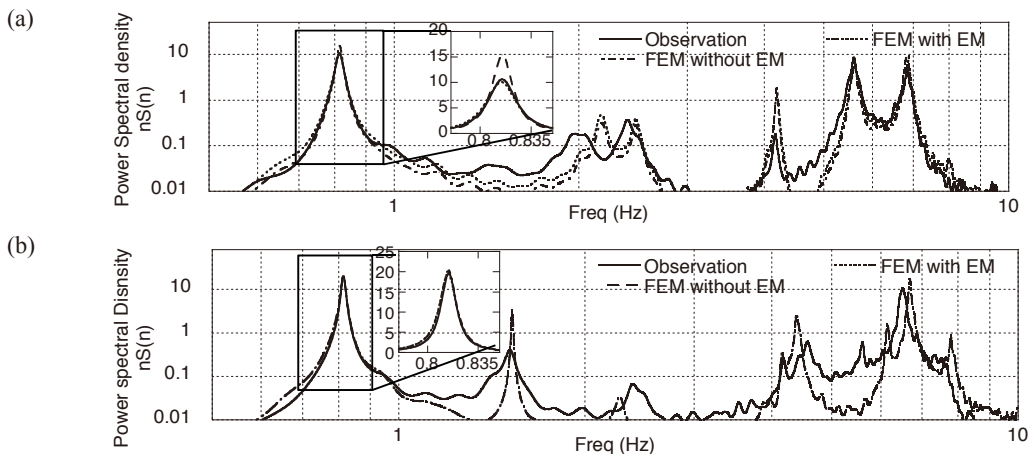 (a)
Power Spectral density
nS(n)
10
1
0.1
0.01
20
15
10
5
0
0.8
0.835
Observation
FEM with EM
FEM without EM
1
10
Freq (Hz)
(b)
Power spectral Disnsity
nS(n)
10
1
0.1
0.01
25
20
15
10
5
0
0.8
0.835
Observation
FEM with EM
FEM without EM
1
10
Freq (Hz)